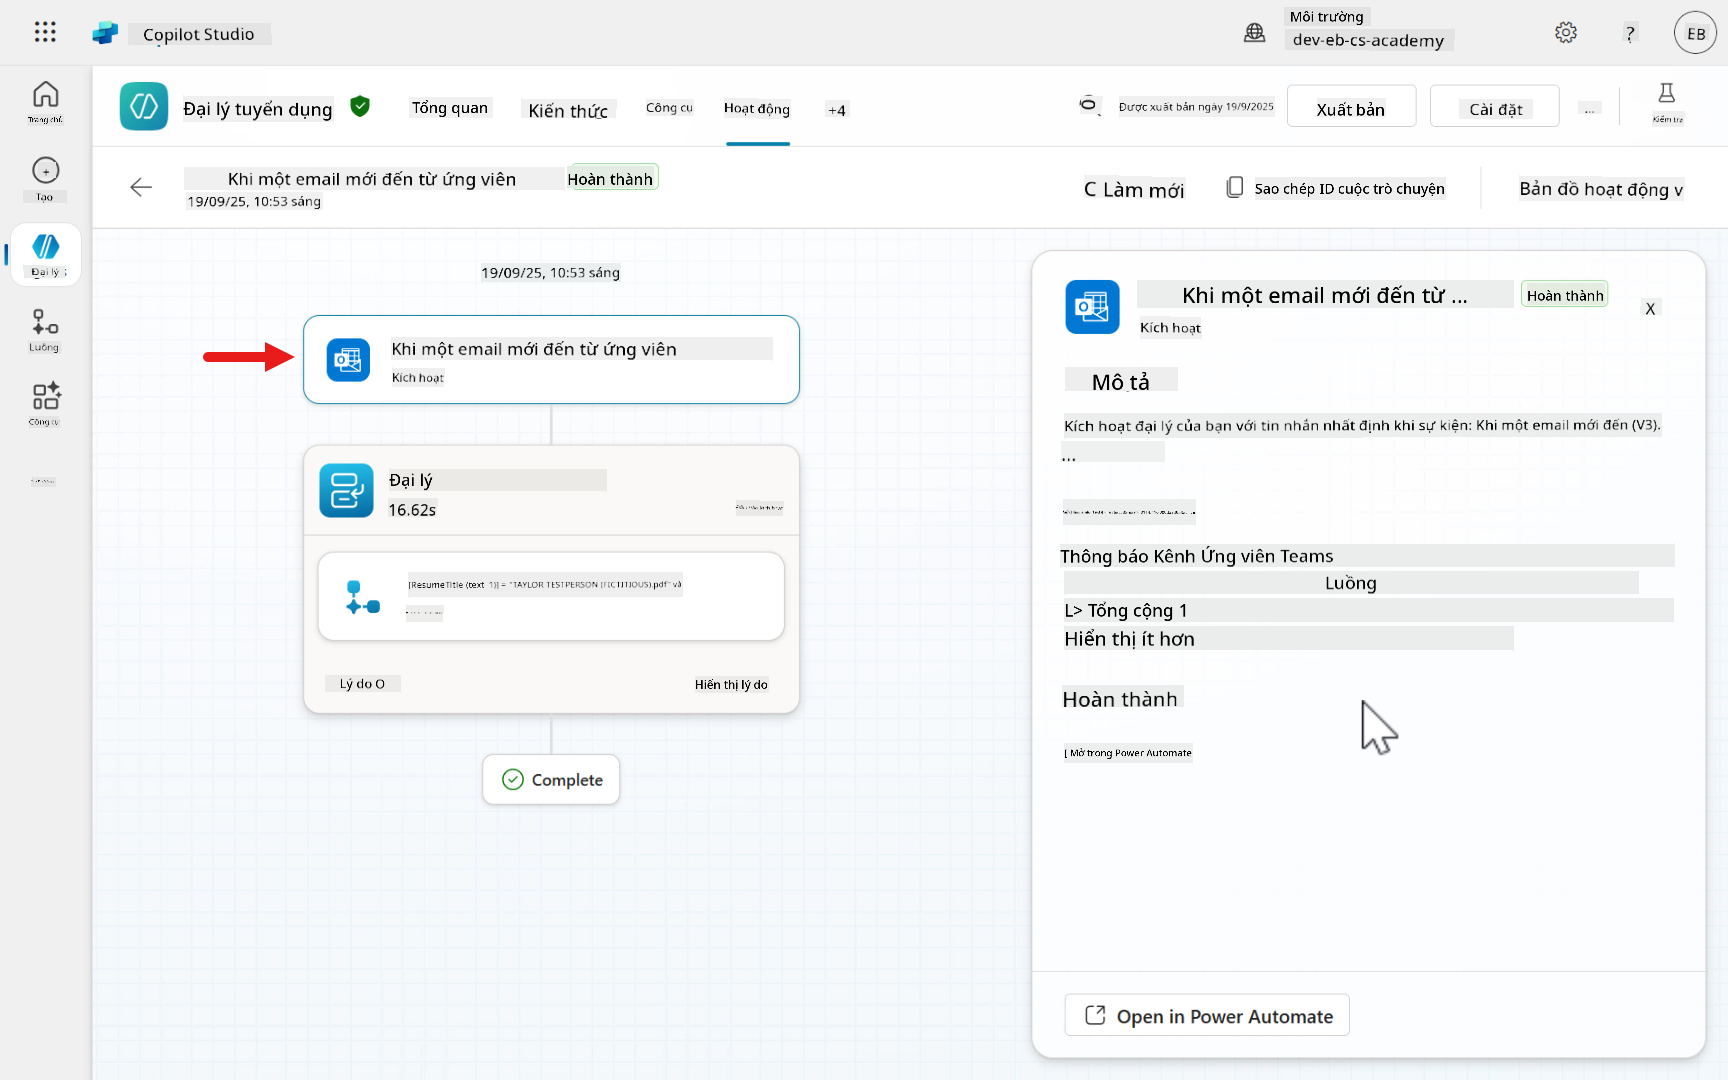 Copilot Studio
Môi trường
dev-eb-cs-academy
?
EB
Trang chủ
Tạo
Đại lý
Luồng
Công cụ
Đại lý tuyển dụng
Tổng quan
Kiến thức
Công cụ
Hoạt động
+4
Được xuất bản ngày 19/9/2025
Xuất bản
Cài đặt
...
Kiểm tra
Khi một email mới đến từ ứng viên
Hoàn thành
19/09/25, 10:53 sáng
C Làm mới
Sao chép ID cuộc trò chuyện
Bản đồ hoạt động v
19/09/25, 10:53 sáng
Khi một email mới đến từ ứng viên
Kích hoạt
Đại lý
16.62s
[ResumeTitle (text_1)] = "TAYLOR TESTPERSON (FICTITIOUS).pdf" và
Lý do O
Hiển thị lý do
Complete
Khi một email mới đến từ ...
Hoàn thành
X
Kích hoạt
Mô tả
Kích hoạt đại lý của bạn với tin nhắn nhất định khi sự kiện: Khi một email mới đến (V3).
...
Thông báo Kênh Ứng viên Teams
Luồng
L> Tổng cộng 1
Hiển thị ít hơn
Hoàn thành
[ Mở trong Power Automate
Open in Power Automate